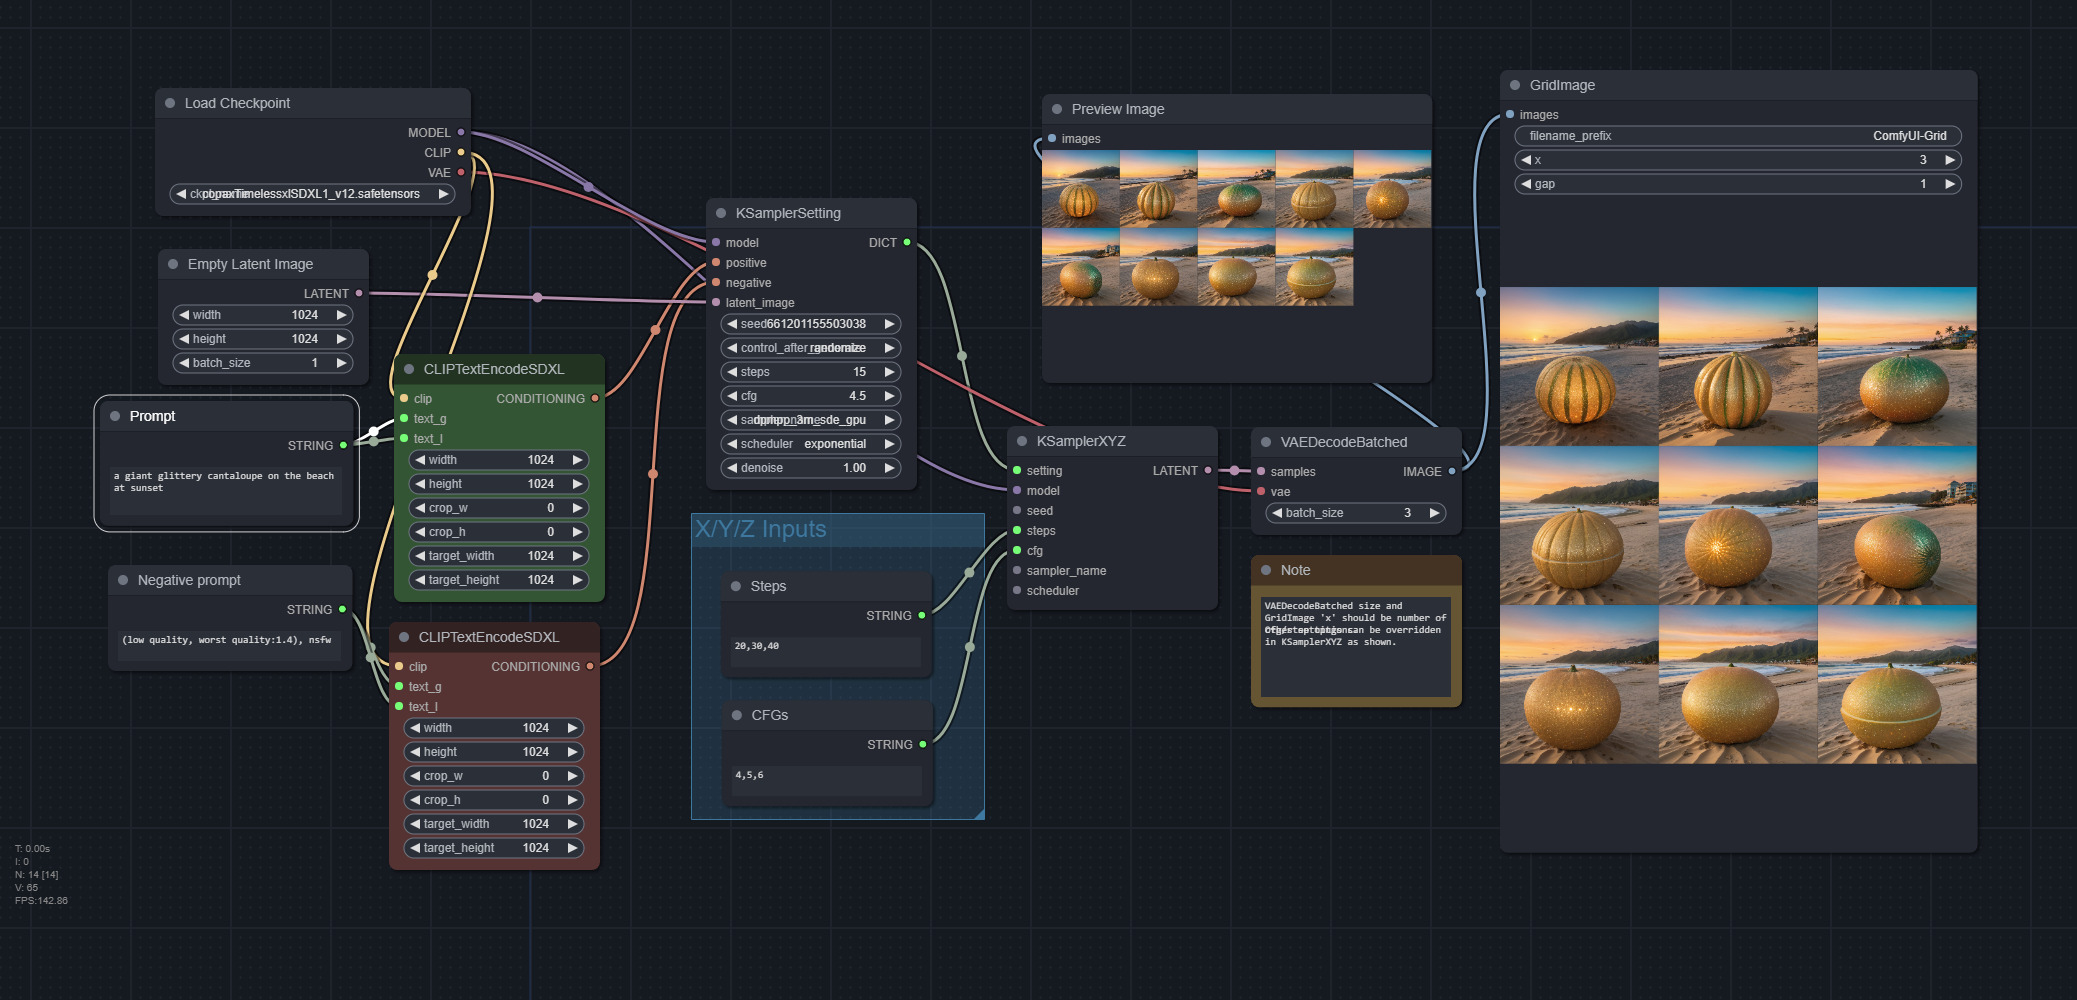 Load Checkpoint
MODEL
CLIP
VAE
TimelessxlSDXL1_v12.safetensors
Empty Latent Image
LATENT
width 1024
height 1024
batch_size 1
Prompt
STRING
a giant glittery cantaloupe on the beach
at sunset
Negative prompt
STRING
(low quality, worst quality:1.4), nsfw
CLIPTextEncodeSDXL
clip CONDITIONING
text_g
text_l
width 1024
height 1024
crop_w 0
crop_h 0
target_width 1024
target_height 1024
CLIPTextEncodeSDXL
clip CONDITIONING
text_g
text_l
width 1024
height 1024
crop_w 0
crop_h 0
target_width 1024
target_height 1024
KSamplerSetting
model DICT
positive
negative
latent_image
seed 661201155503038
control_after_ randomize
steps 15
cfg 4.5
sde_gpu
scheduler exponential
denoise 1.00
X/Y/Z Inputs
Steps
STRING
20,30,40
CFGs
STRING
4,5,6
Preview Image
images
KSamplerXYZ
setting LATENT
model
seed
steps
cfg
sampler_name
scheduler
VAEDecodeBatched
samples IMAGE
vae
batch_size 3
Note
VAEDecodeBatched size and
GridImage 'x' should be number of
can be overridden
in KSamplerXYZ as shown.
GridImage
images
filename_prefix ComfyUI-Grid
x 3
gap 1
T: 0.00s
I: 0
N: 14 [14]
V: 65
FPS:142.86